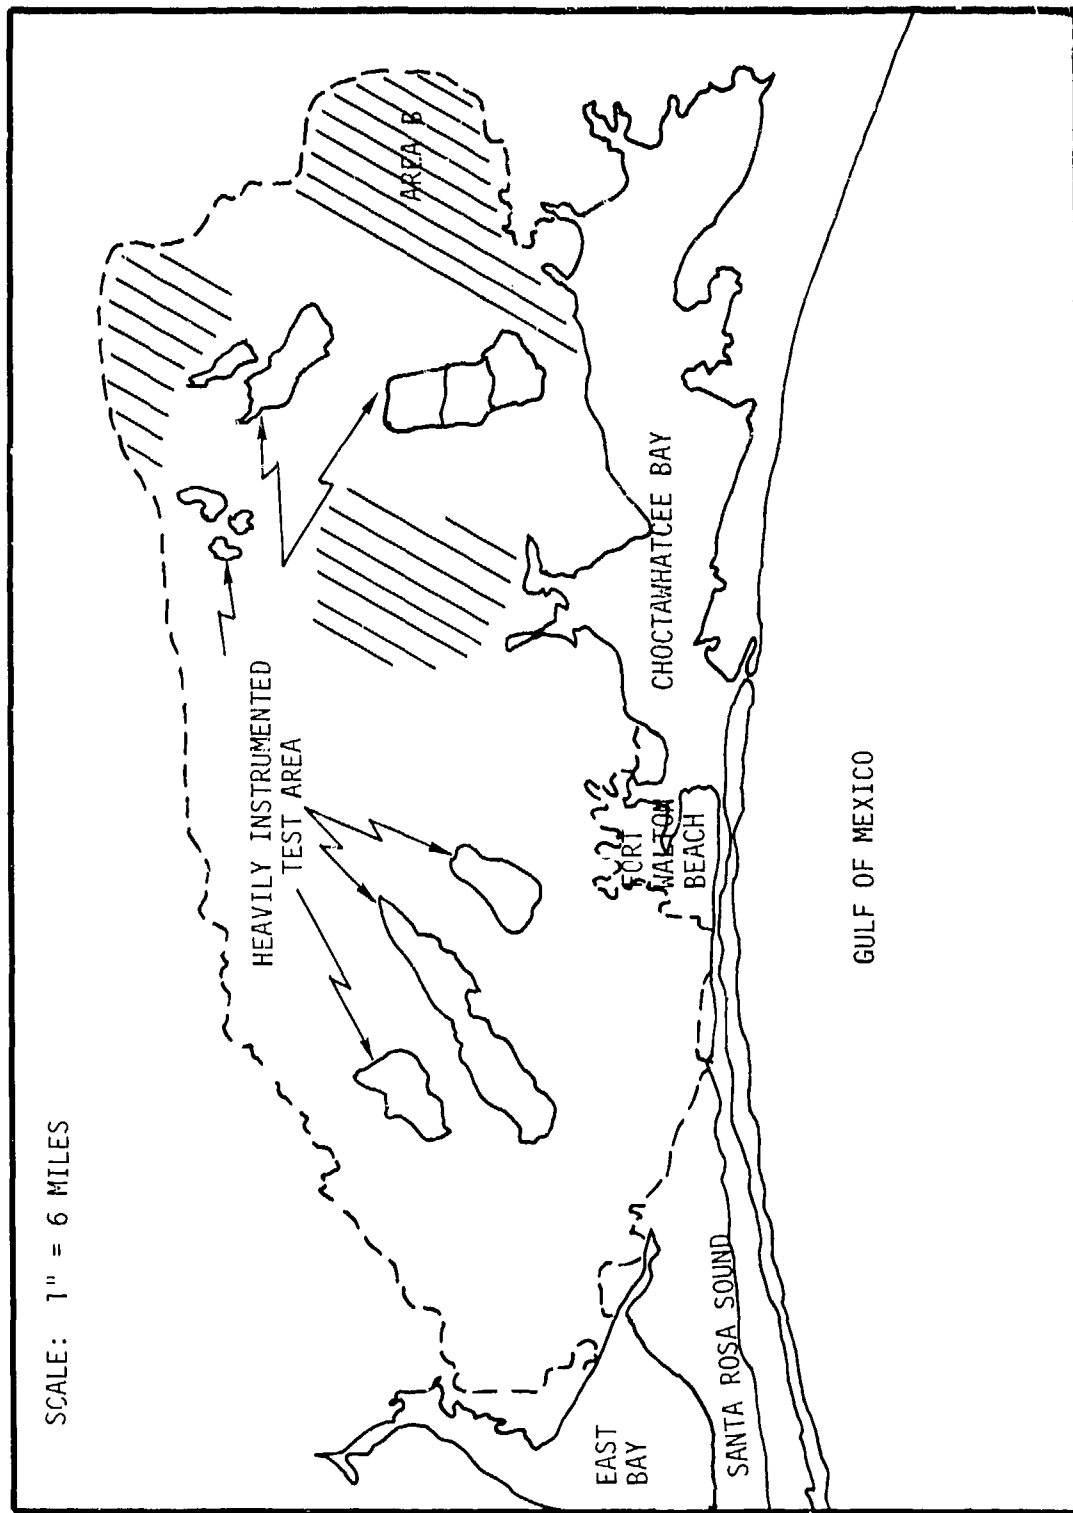 SCALE: 1" = 6 MILES
HEAVILY INSTRUMENTED
TEST AREA
AREA B
EAST
BAY
SANTA ROSA SOUND
FORT
WALTON
BEACH
CHOCTAWHATCEE BAY
GULF OF MEXICO